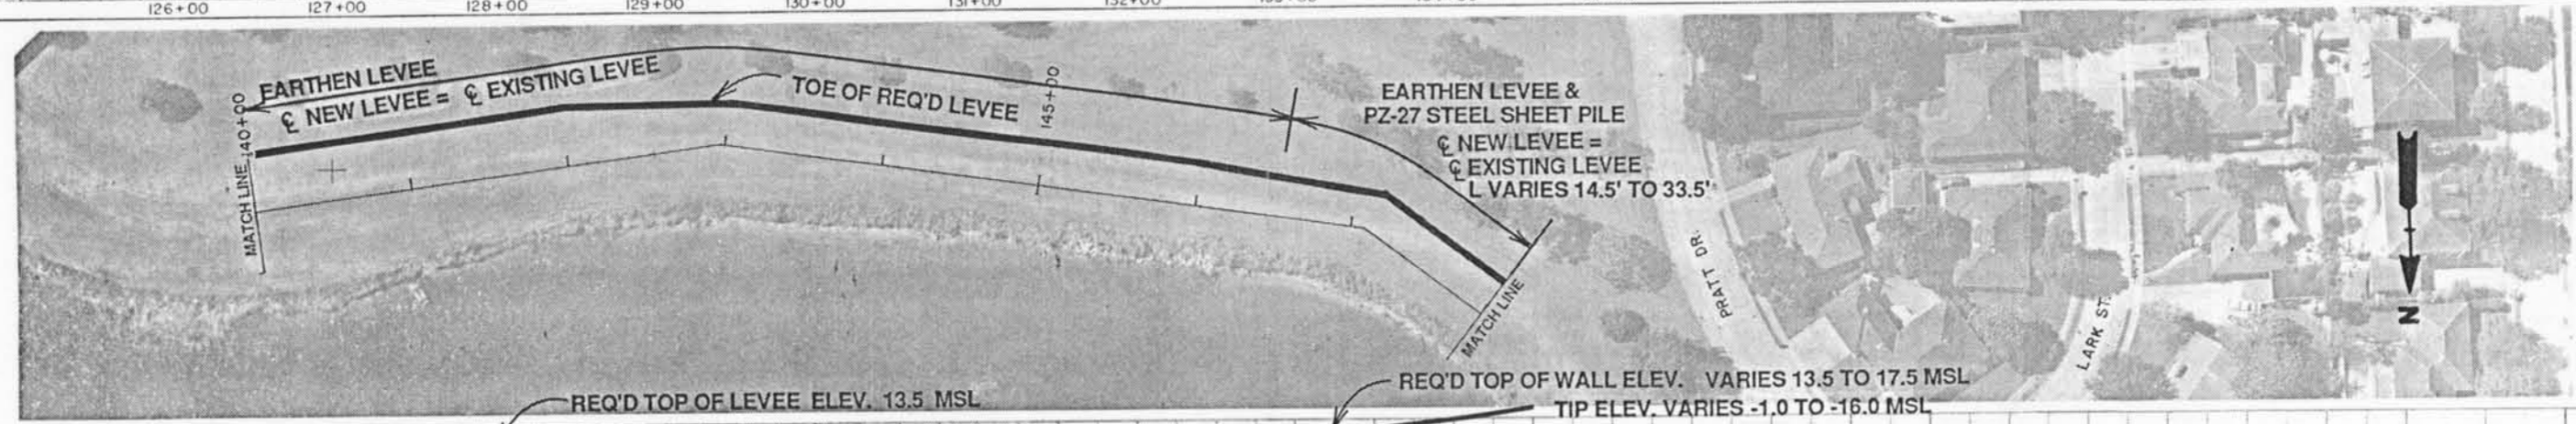 126+00 127+00 128+00 129+00 130+00 131+00 132+00
EARTHEN LEVEE
℄ NEW LEVEE = ℄ EXISTING LEVEE
TOE OF REQ'D LEVEE
140+00
145+00
MATCH LINE
EARTHEN LEVEE &
PZ-27 STEEL SHEET PILE
℄ NEW LEVEE =
℄ EXISTING LEVEE
L VARIES 14.5' TO 33.5'
MATCH LINE
PRATT DR.
LARK ST.
N
REQ'D TOP OF LEVEE ELEV. 13.5 MSL
REQ'D TOP OF WALL ELEV. VARIES 13.5 TO 17.5 MSL
TIP ELEV. VARIES -1.0 TO -16.0 MSL